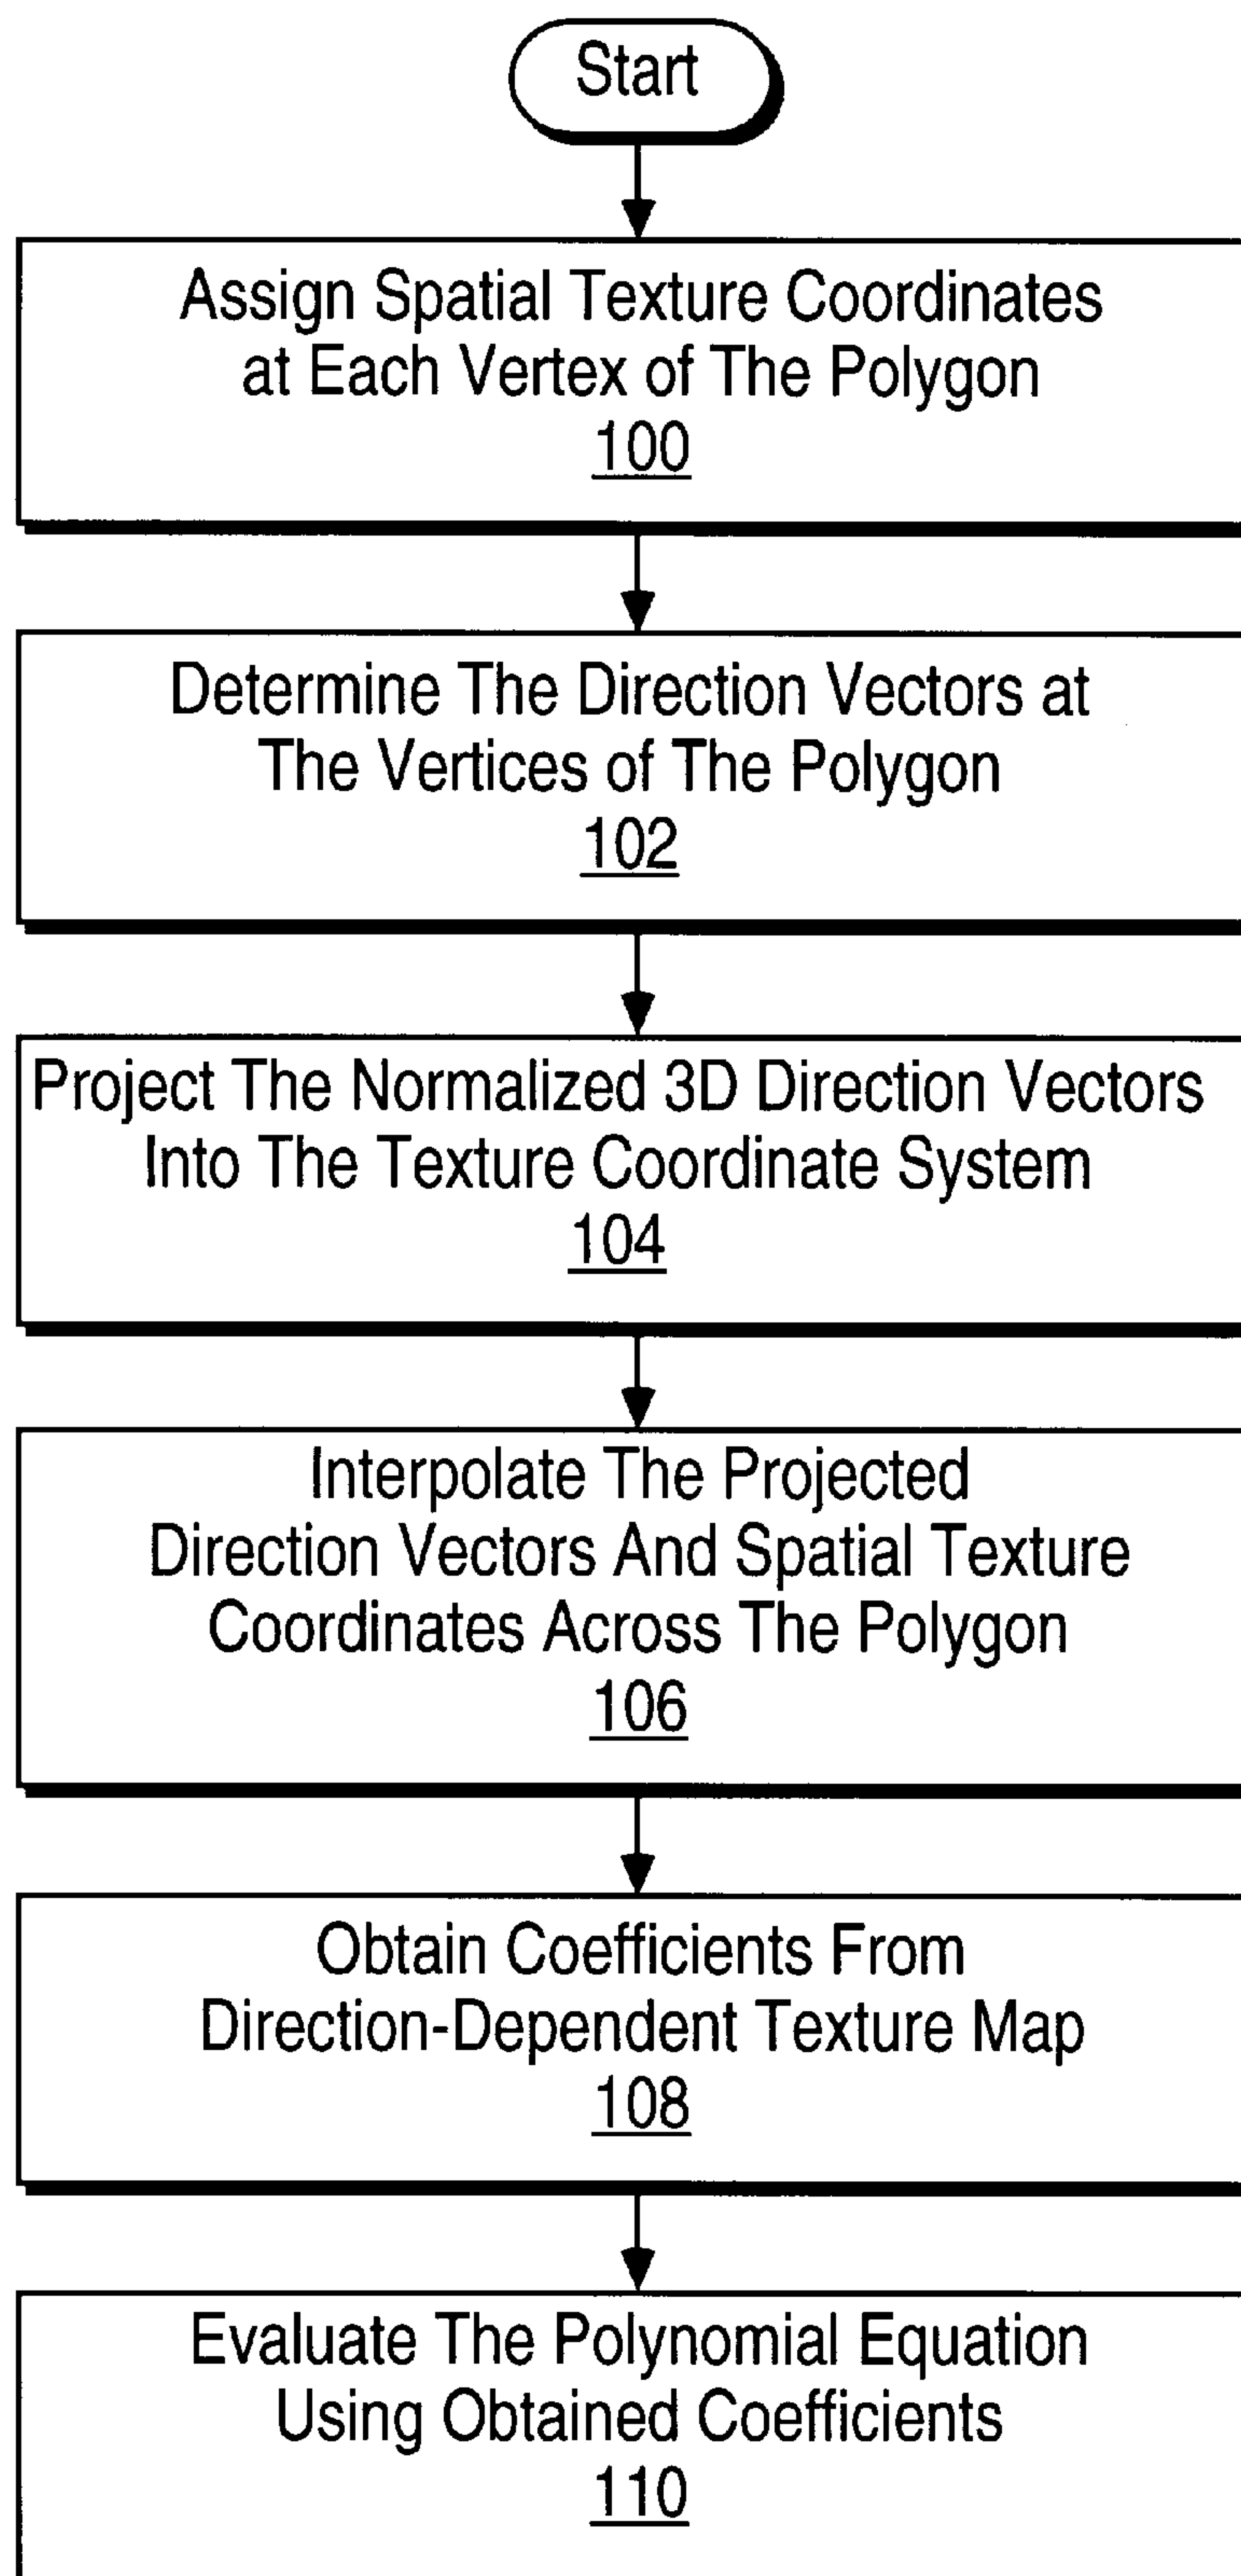 Start
Assign Spatial Texture Coordinates
at Each Vertex of The Polygon
100
Determine The Direction Vectors at
The Vertices of The Polygon
102
Project The Normalized 3D Direction Vectors
Into The Texture Coordinate System
104
Interpolate The Projected
Direction Vectors And Spatial Texture
Coordinates Across The Polygon
106
Obtain Coefficients From
Direction-Dependent Texture Map
108
Evaluate The Polynomial Equation
Using Obtained Coefficients
110